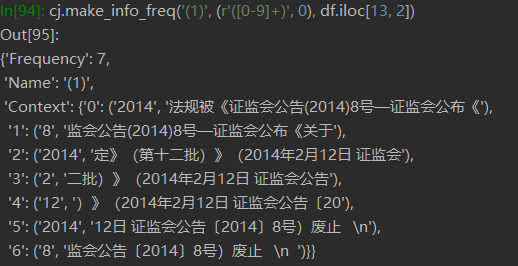 In[94]: cj.make_info_freq('(1)', (r'([0-9]+)', 0), df.iloc[13, 2])
Out[95]:
{'Frequency': 7,
'Name': '(1)',
'Context': {'0': ('2014', '法规被《证监会公告(2014)8号—证监会公布《'),
'1': ('8', '监会公告(2014)8号—证监会公布《关于'),
'2': ('2014', '定》（第十二批）》（2014年2月12日 证监会'),
'3': ('2', '二批）》（2014年2月12日 证监会公告'),
'4': ('12', '）》（2014年2月12日 证监会公告〔20'),
'5': ('2014', '12日 证监会公告〔2014〕8号）废止   \n'),
'6': ('8', '监会公告〔2014〕8号）废止   \n  ')}}